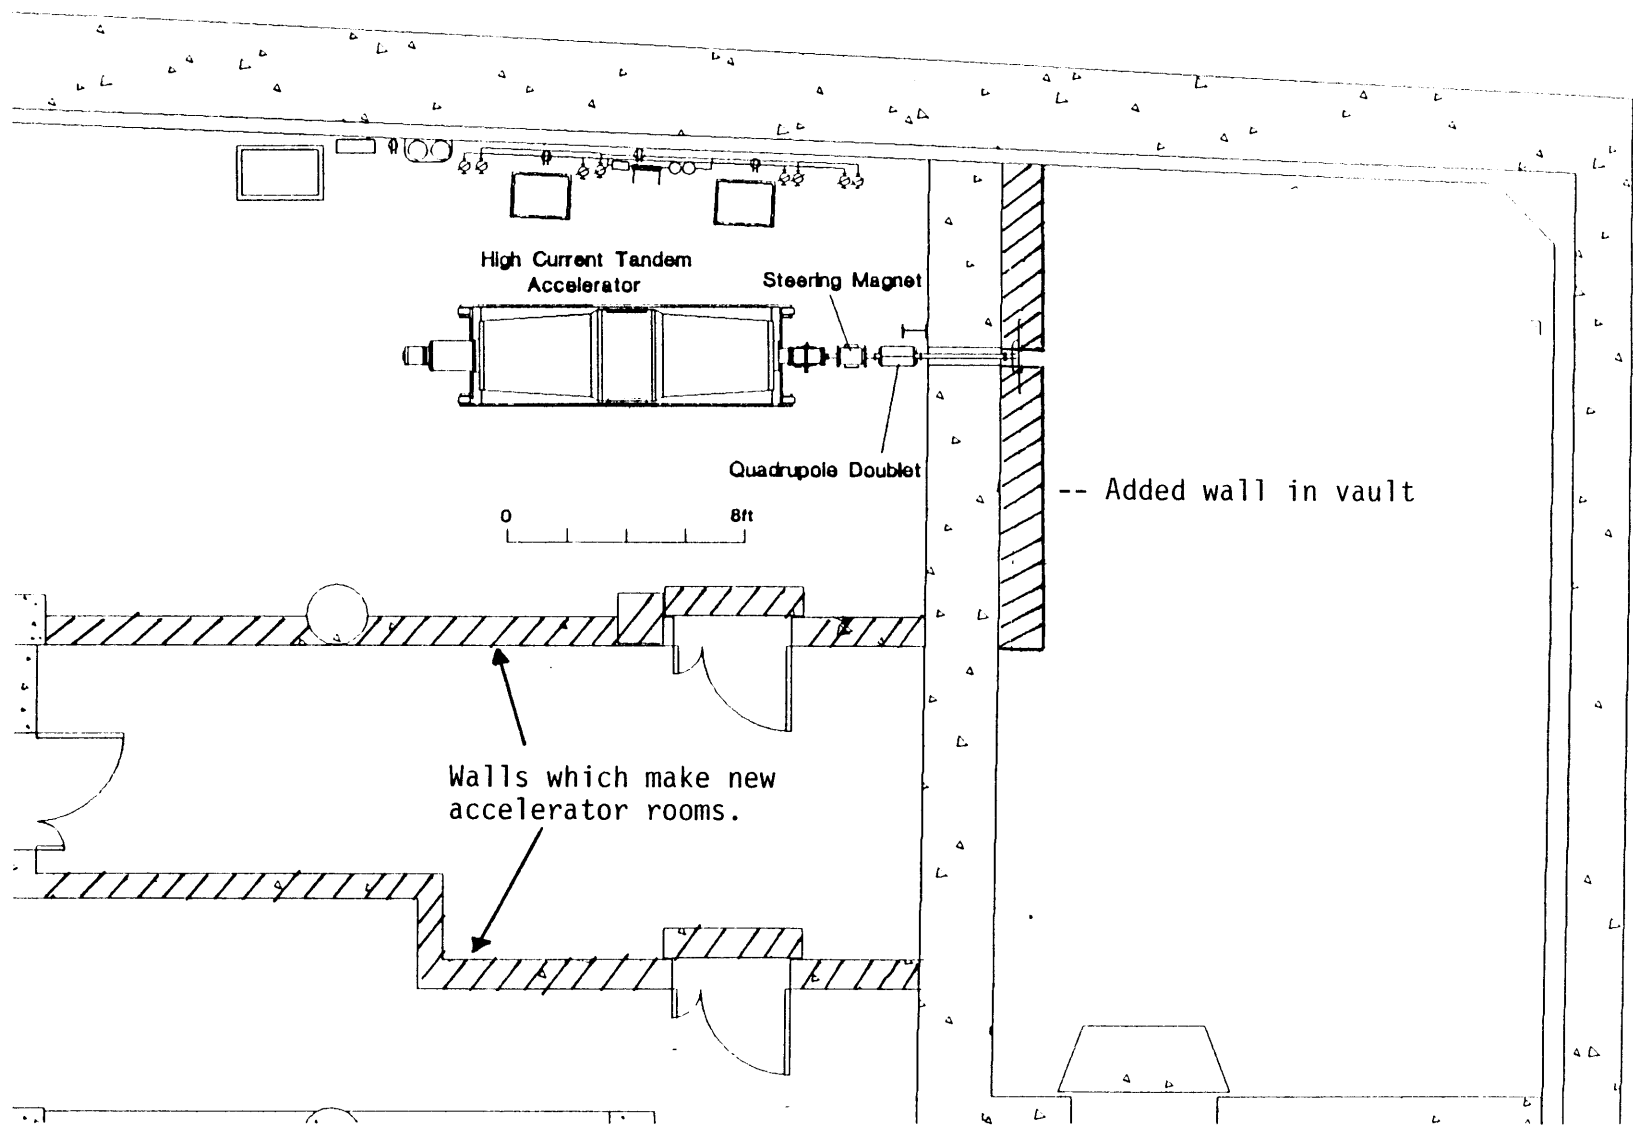 High Current Tandem
Accelerator
Steering Magnet
Quadrupole Doublet
0 8ft
-- Added wall in vault
Walls which make new
accelerator rooms.